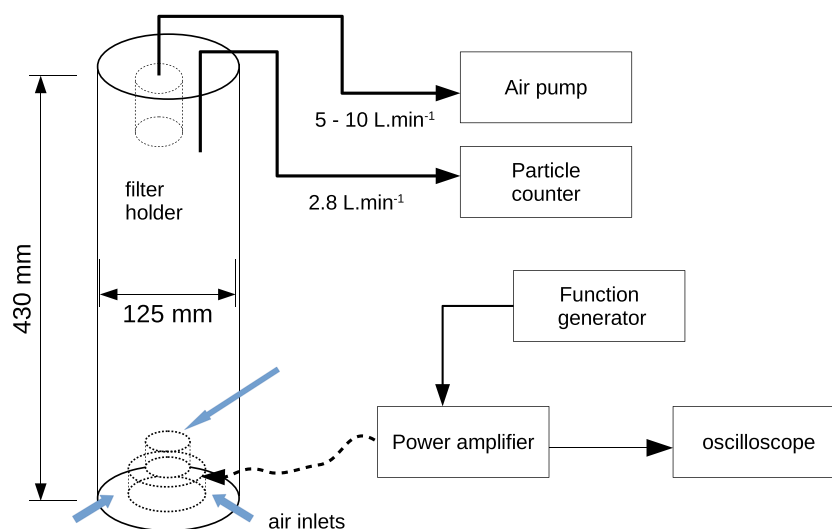 Air pump
5 - 10 L.min-1
Particle
counter
2.8 L.min-1
filter
holder
430 mm
125 mm
Function
generator
Power amplifier
oscilloscope
air inlets